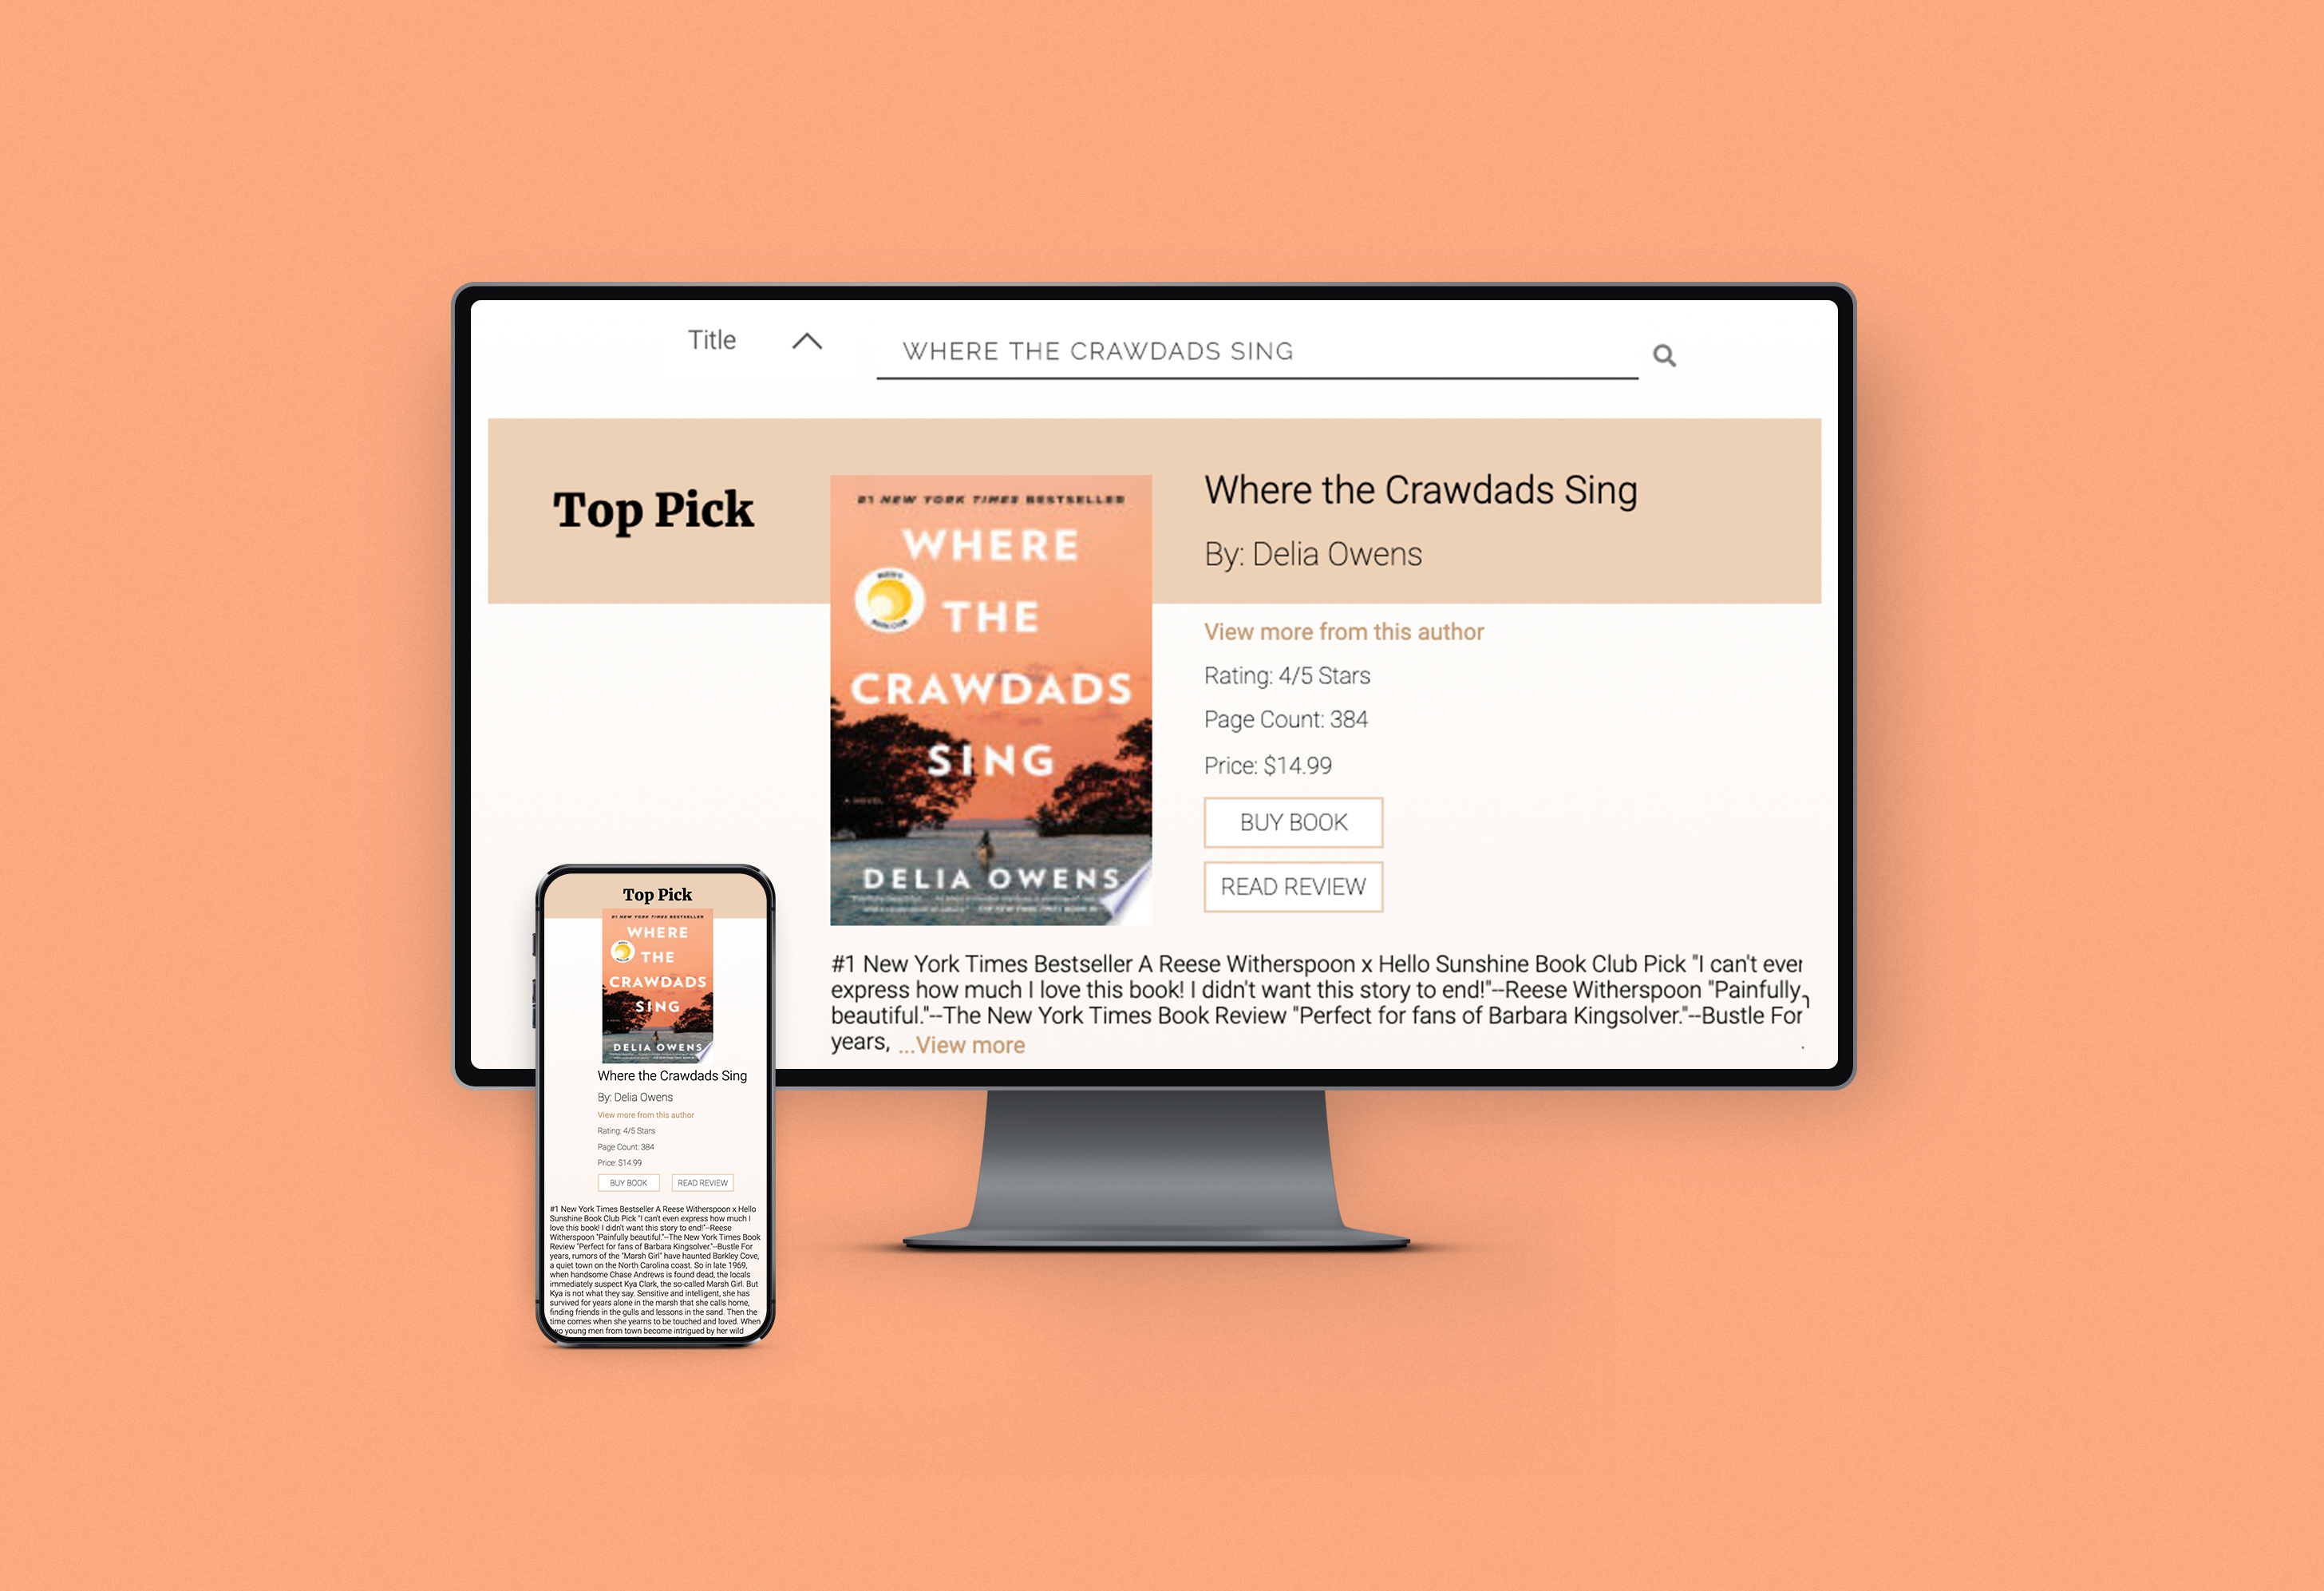 Title
WHERE THE CRAWDADS SING
Top Pick
#1 NEW YORK TIMES BESTSELLER
WHERE
THE
CRAWDADS
SING
A NOVEL
DELIA OWENS
Where the Crawdads Sing
By: Delia Owens
View more from this author
Rating: 4/5 Stars
Page Count: 384
Price: $14.99
BUY BOOK
READ REVIEW
#1 New York Times Bestseller A Reese Witherspoon x Hello Sunshine Book Club Pick "I can't ever
express how much I love this book! I didn't want this story to end!"--Reese Witherspoon "Painfully
beautiful."--The New York Times Book Review "Perfect for fans of Barbara Kingsolver."--Bustle For
years, ...View more
Top Pick
#1 NEW YORK TIMES BESTSELLER
WHERE
THE
CRAWDADS
SING
DELIA OWENS
Where the Crawdads Sing
By: Delia Owens
View more from this author
Rating: 4/5 Stars
Page Count: 384
Price: $14.99
BUY BOOK READ REVIEW
#1 New York Times Bestseller A Reese Witherspoon x Hello
Sunshine Book Club Pick "I can't even express how much I
love this book! I didn't want this story to end!"--Reese
Witherspoon "Painfully beautiful."--The New York Times Book
Review "Perfect for fans of Barbara Kingsolver."--Bustle For
years, rumors of the "Marsh Girl" have haunted Barkley Cove,
a quiet town on the North Carolina coast. So in late 1969,
when handsome Chase Andrews is found dead, the locals
immediately suspect Kya Clark, the so-called Marsh Girl. But
Kya is not what they say. Sensitive and intelligent, she has
survived for years alone in the marsh that she calls home,
finding friends in the gulls and lessons in the sand. Then the
time comes when she yearns to be touched and loved. When
two young men from town become intrigued by her wild